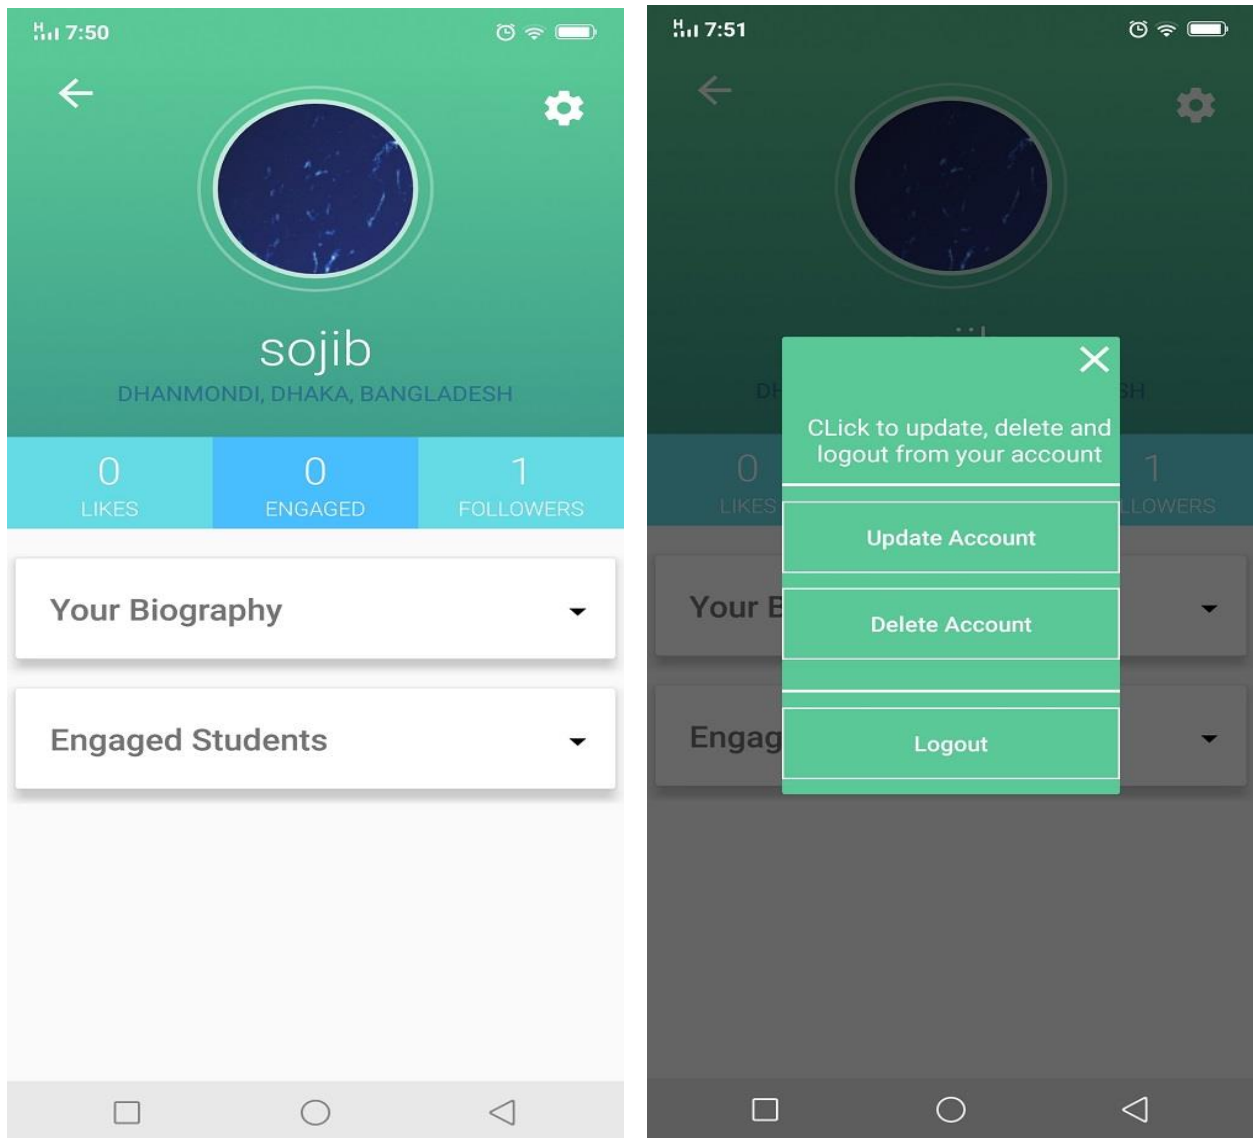 H 7:50
sojib
DHANMONDI, DHAKA, BANGLADESH
0
LIKES
0
ENGAGED
1
FOLLOWERS
Your Biography
Engaged Students
H 7:51
CLick to update, delete and
logout from your account
0
LIKES
1
LLOWERS
Update Account
Your B
Delete Account
Engag
Logout